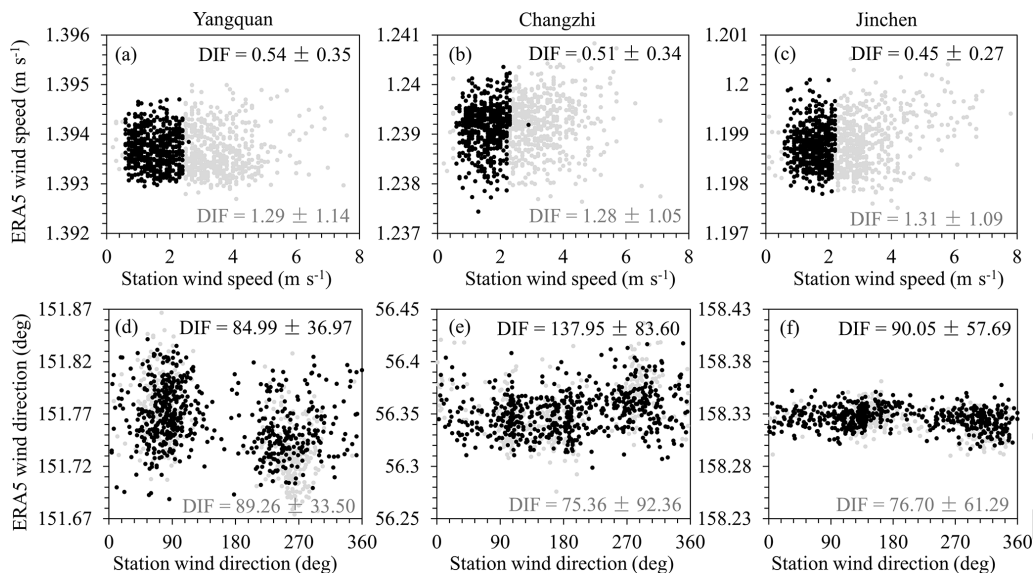 Yangquan Changzhi Jinchen
1.396 1.241 1.201
(a) DIF = 0.54 ± 0.35 (b) DIF = 0.51 ± 0.34 (c) DIF = 0.45 ± 0.27
1.395 1.24 1.2
1.394 1.239 1.199
1.393 1.238 1.198
DIF = 1.29 ± 1.14 DIF = 1.28 ± 1.05 DIF = 1.31 ± 1.09
1.392 1.237 1.197
ERA5 wind speed (m s-1)
0 2 4 6 8 0 2 4 6 8 0 2 4 6 8
Station wind speed (m s-1) Station wind speed (m s-1) Station wind speed (m s-1)
151.87 56.45 158.43
(d) DIF = 84.99 ± 36.97 (e) DIF = 137.95 ± 83.60 (f) DIF = 90.05 ± 57.69
151.82 56.4 158.38
151.77 56.35 158.33
151.72 56.3 158.28
DIF = 89.26 ± 33.50 DIF = 75.36 ± 92.36 DIF = 76.70 ± 61.29
151.67 56.25 158.23
ERA5 wind direction (deg)
0 90 180 270 360 0 90 180 270 360 0 90 180 270 360
Station wind direction (deg) Station wind direction (deg) Station wind direction (deg)